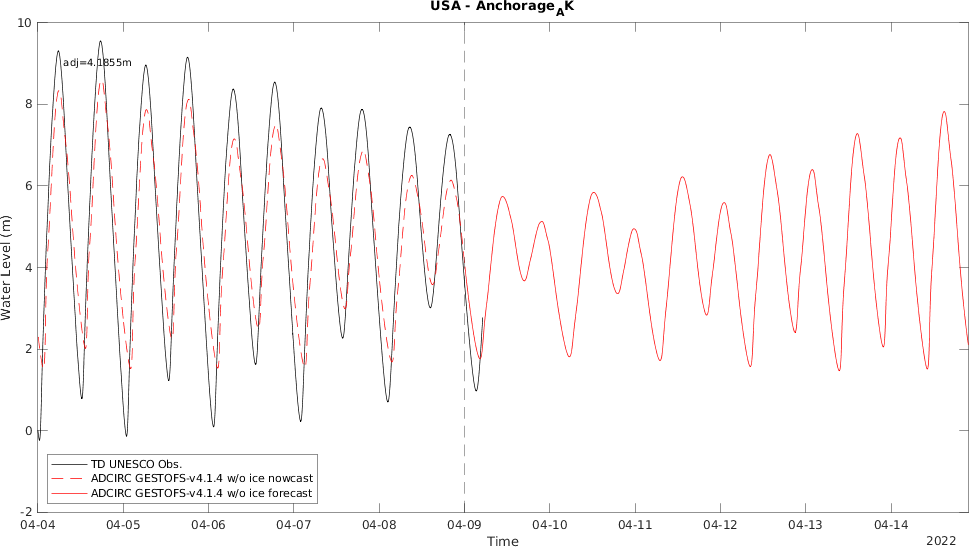 USA - Anchorage_AK
10
8
6
4
2
0
-2
Water Level (m)
adj=4.1855m
TD UNESCO Obs.
ADCIRC GESTOFS-v4.1.4 w/o ice nowcast
ADCIRC GESTOFS-v4.1.4 w/o ice forecast
04-04 04-05 04-06 04-07 04-08 04-09 04-10 04-11 04-12 04-13 04-14
Time
2022